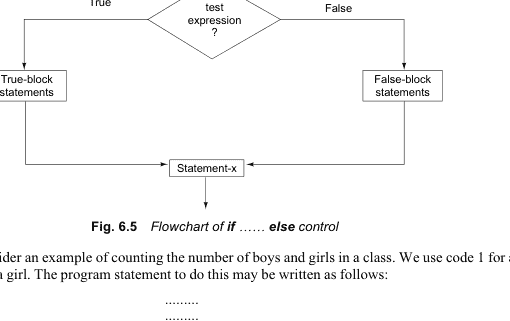 True
test
expression
?
False
True-block
statements
False-block
statements
Statement-x
Fig. 6.5 Flowchart of if ...... else control
ider an example of counting the number of boys and girls in a class. We use code 1 for a
a girl. The program statement to do this may be written as follows:
.........
.........